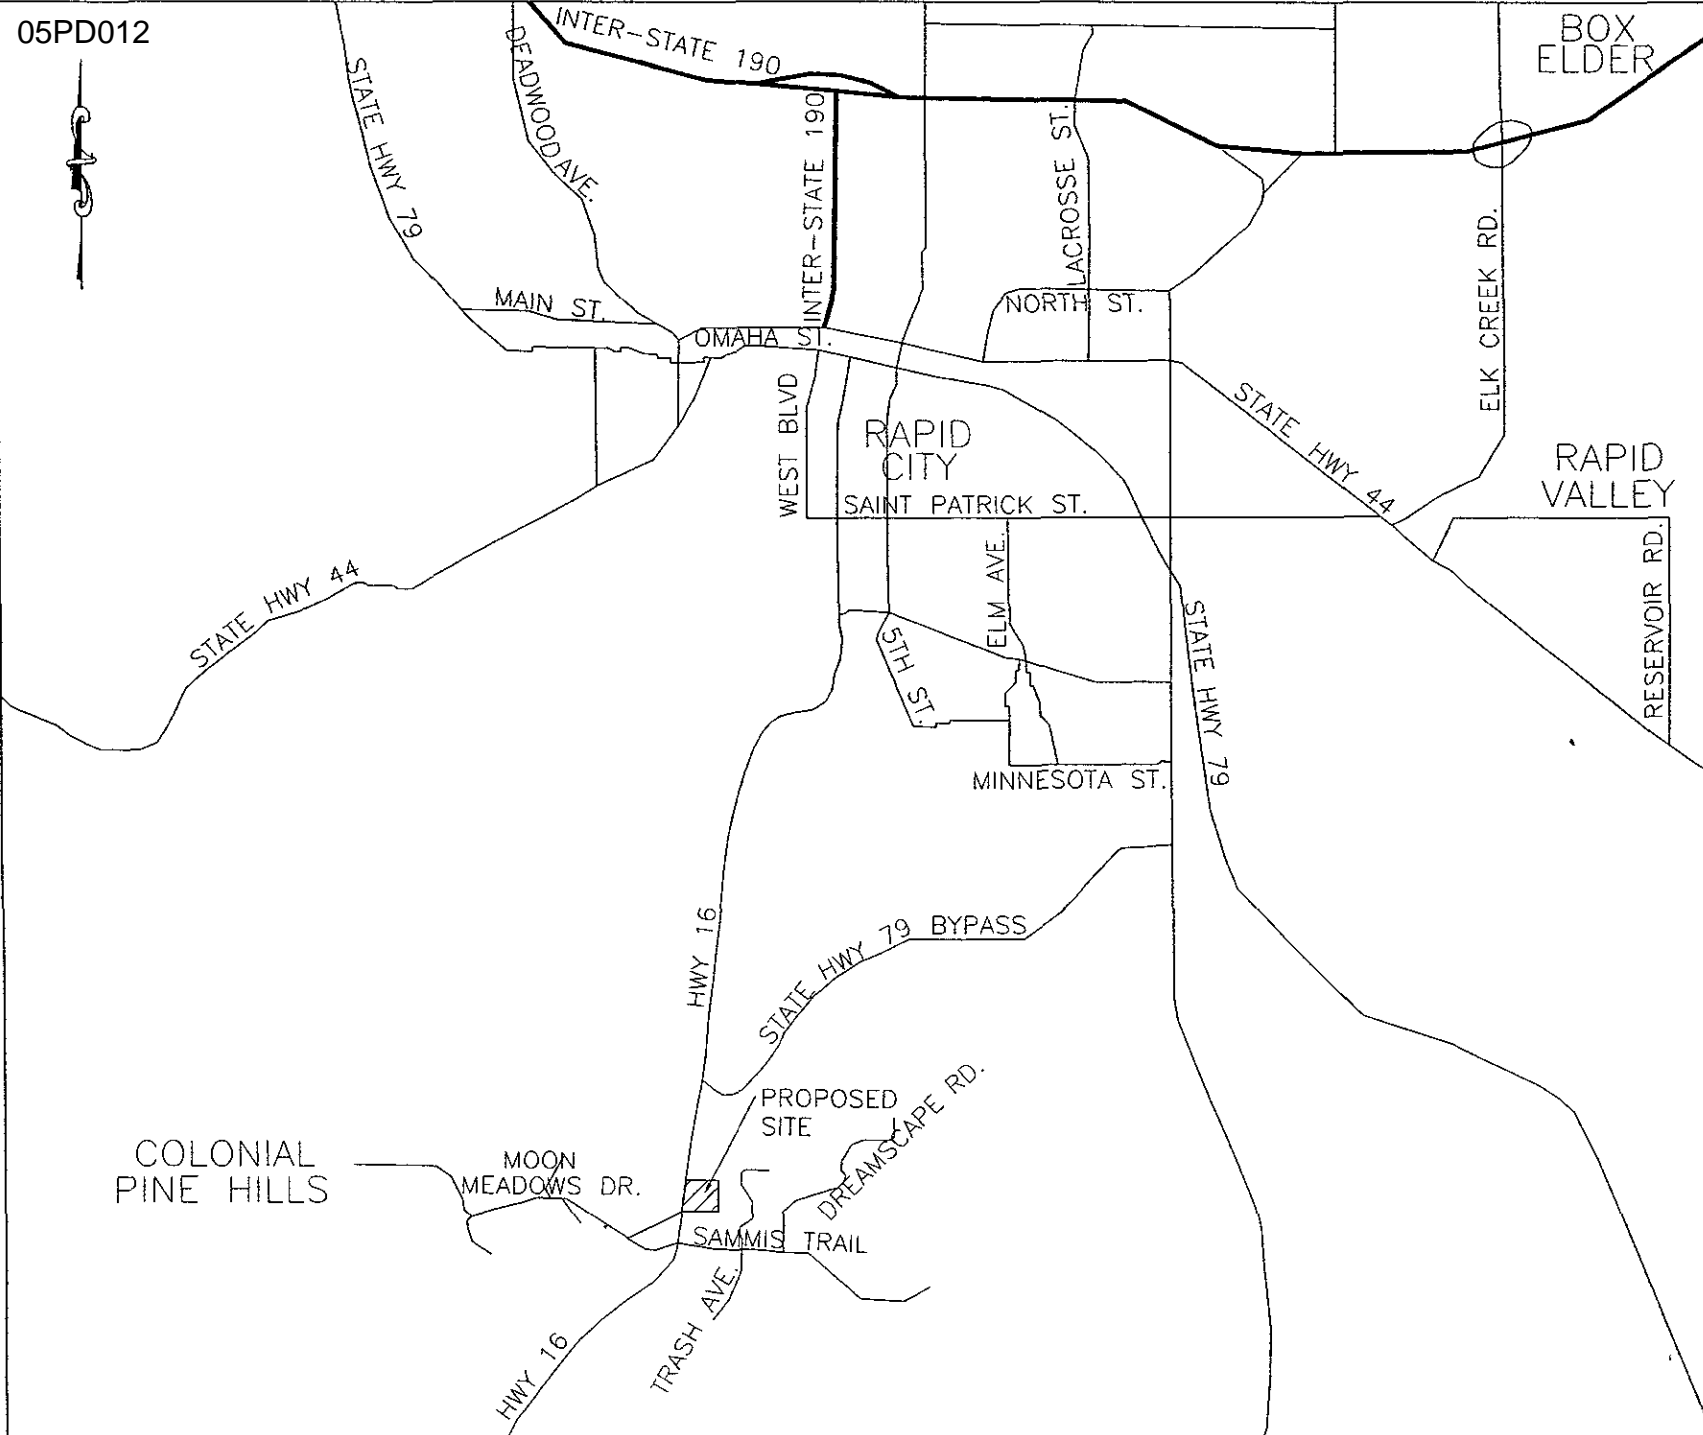 05PD012
INTER-STATE 190
BOX
ELDER
STATE HWY 79
DEADWOOD AVE.
INTER-STATE 190
LACROSSE ST.
ELK CREEK RD.
MAIN ST.
NORTH ST.
OMAHA ST.
WEST BLVD
RAPID
CITY
STATE HWY 44
RAPID
VALLEY
SAINT PATRICK ST.
ELM AVE.
RESERVOIR RD.
STATE HWY 44
5TH ST.
STATE HWY 79
MINNESOTA ST.
HWY 16
STATE HWY 79 BYPASS
PROPOSED
SITE
DREAMSCAPE RD.
COLONIAL
PINE HILLS
MOON
MEADOWS DR.
SAMMIS TRAIL
TRASH AVE.
HWY 16